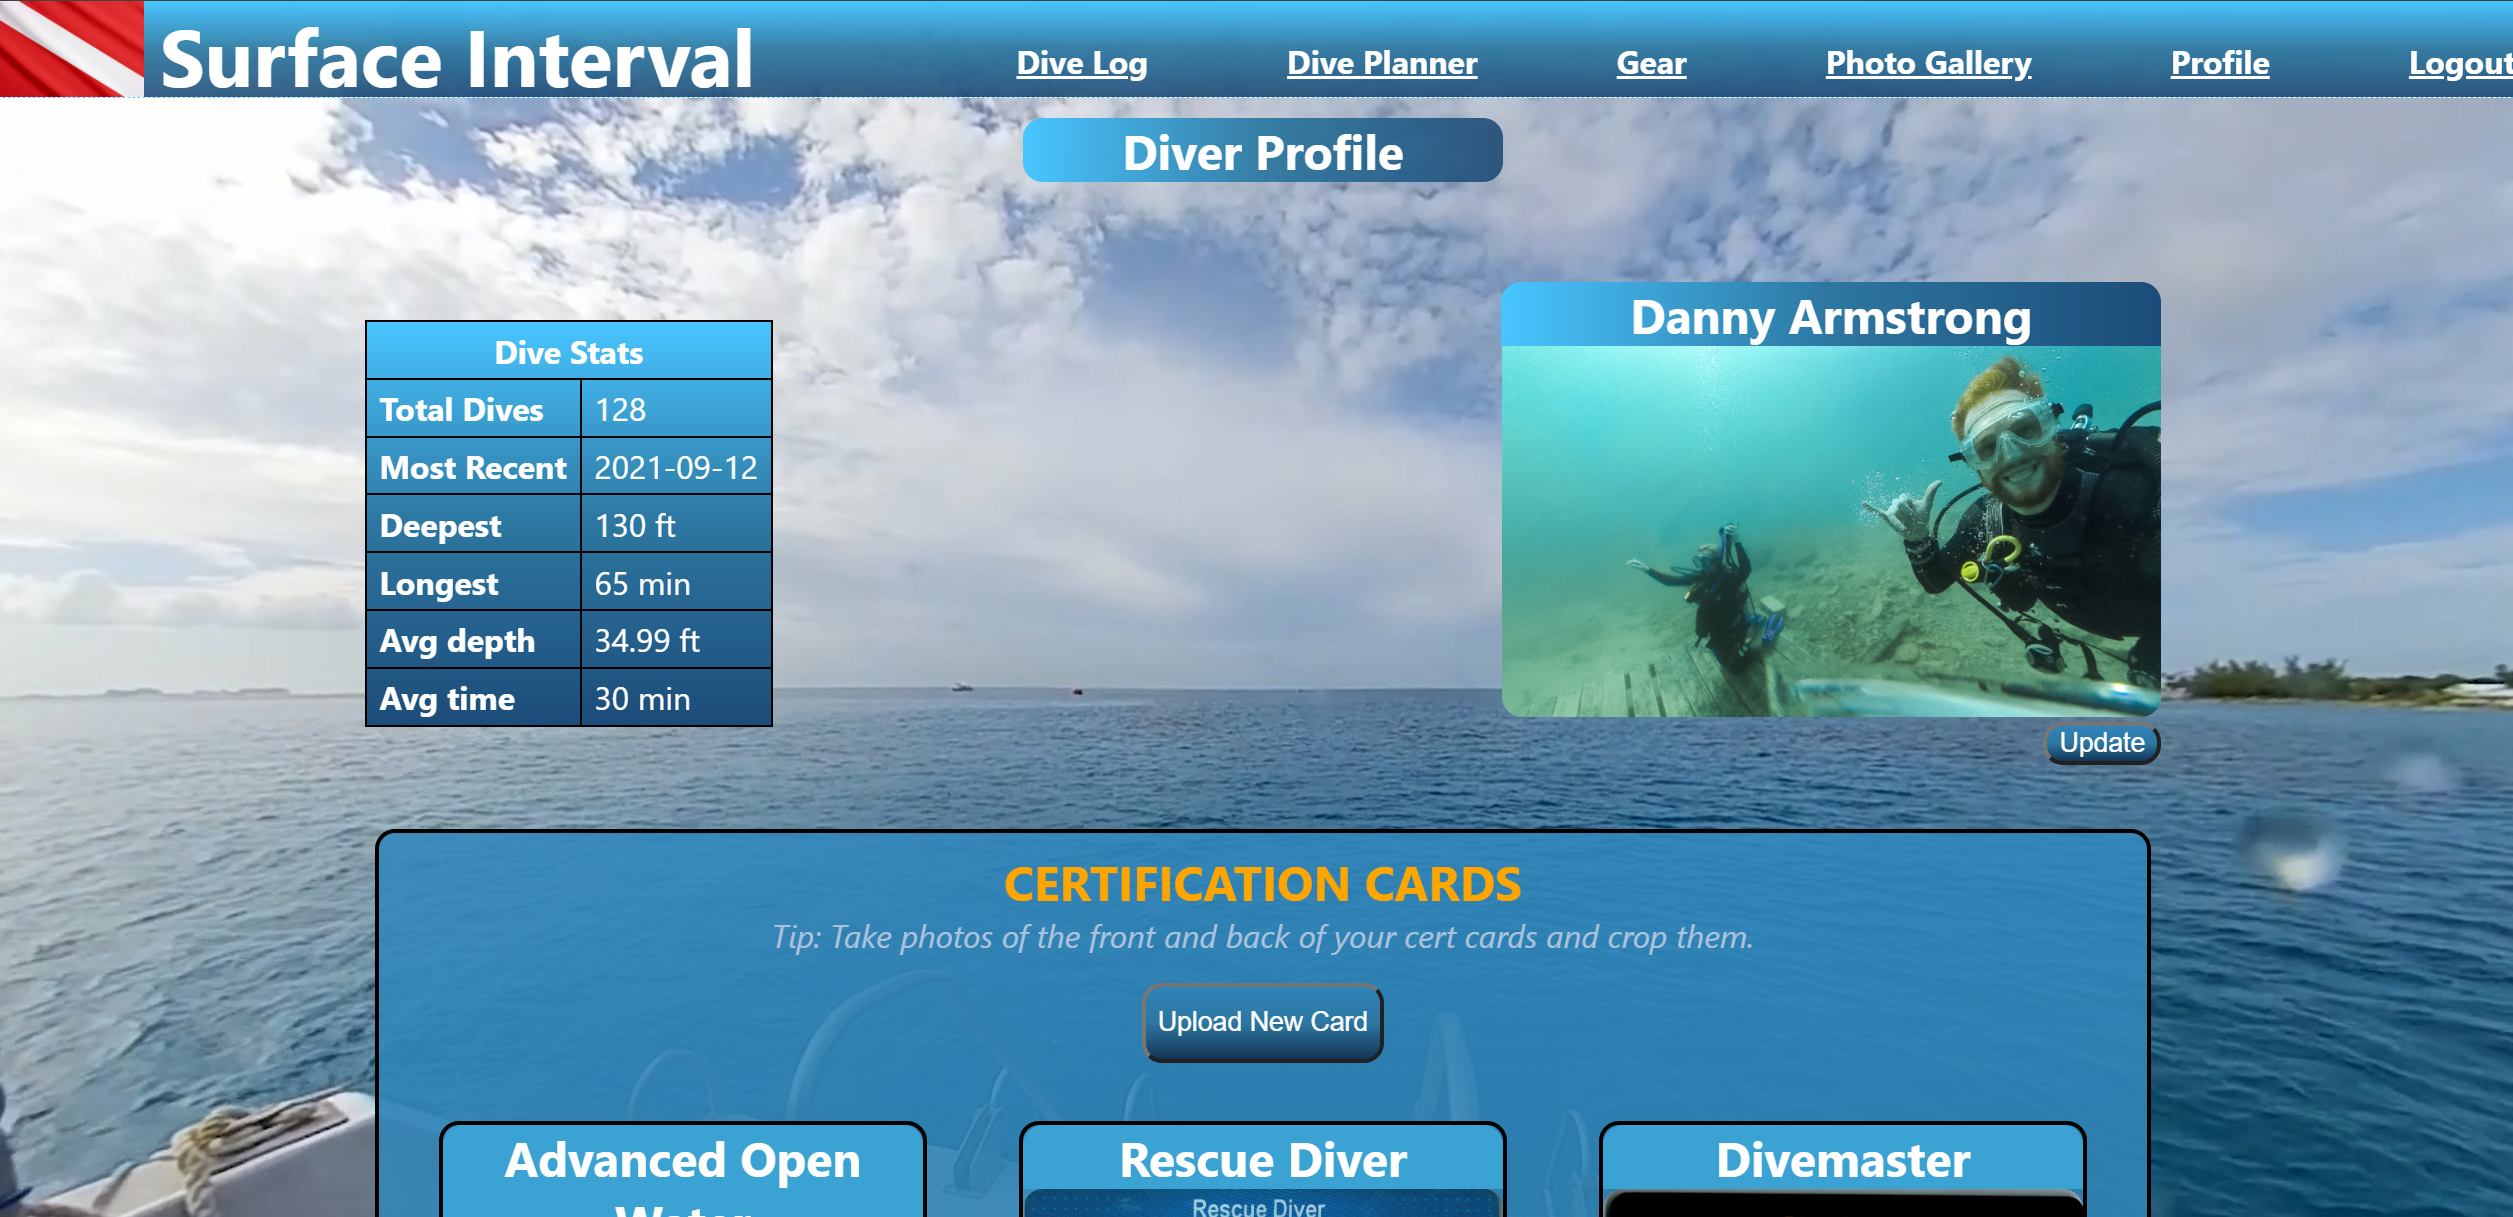 Surface Interval
Dive Log
Dive Planner
Gear
Photo Gallery
Profile
Logout
Diver Profile
Dive Stats
Total Dives 128
Most Recent 2021-09-12
Deepest 130 ft
Longest 65 min
Avg depth 34.99 ft
Avg time 30 min
Danny Armstrong
Update
CERTIFICATION CARDS
Tip: Take photos of the front and back of your cert cards and crop them.
Upload New Card
Advanced Open
Water
Rescue Diver
Rescue Diver
Divemaster